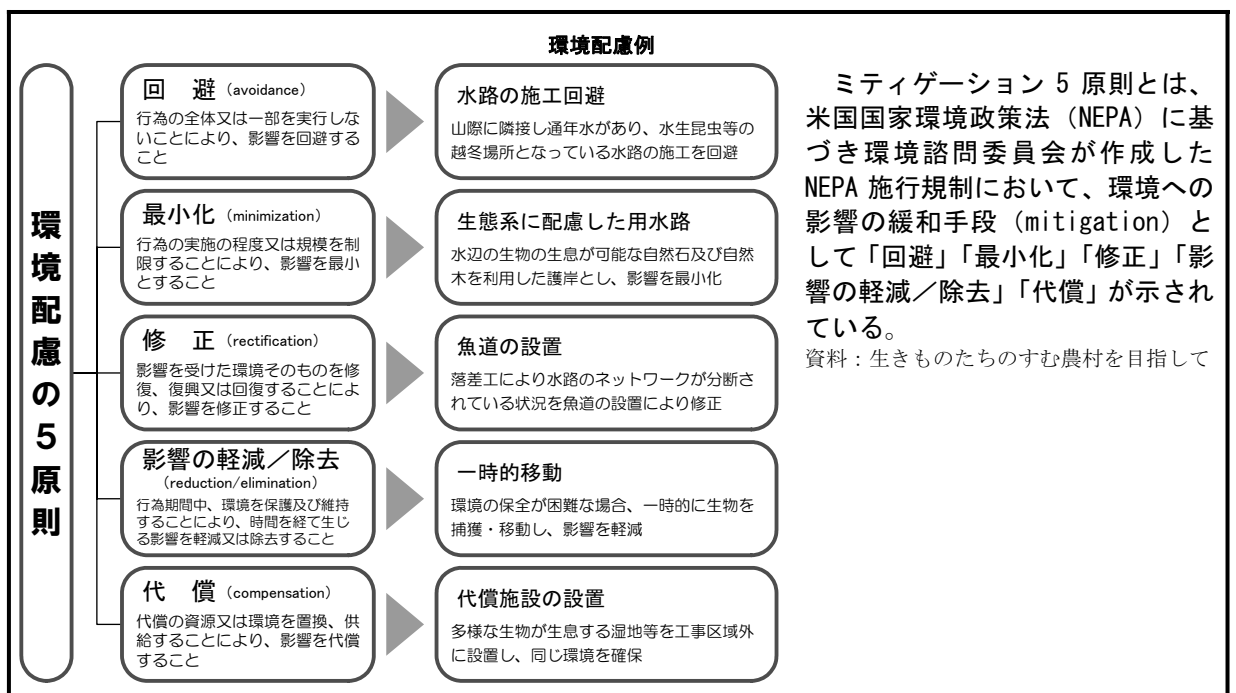 環境配慮例
環境配慮の5原則
回　避（avoidance）
行為の全体又は一部を実行しな
いことにより、影響を回避する
こと
水路の施工回避
山際に隣接し通年水があり、水生昆虫等の
越冬場所となっている水路の施工を回避
最小化（minimization）
行為の実施の程度又は規模を制
限することにより、影響を最小
とすること
生態系に配慮した用水路
水辺の生物の生息が可能な自然石及び自然
木を利用した護岸とし、影響を最小化
修　正（rectification）
影響を受けた環境そのものを修
復、復興又は回復することによ
り、影響を修正すること
魚道の設置
落差工により水路のネットワークが分断さ
れている状況を魚道の設置により修正
影響の軽減／除去
（reduction/elimination）
行為期間中、環境を保護及び維持
することにより、時間を経て生じ
る影響を軽減又は除去すること
一時的移動
環境の保全が困難な場合、一時的に生物を
捕獲・移動し、影響を軽減
代　償（compensation）
代償の資源又は環境を置換、供
給することにより、影響を代償
すること
代償施設の設置
多様な生物が生息する湿地等を工事区域外
に設置し、同じ環境を確保
ミティゲーション 5 原則とは、
米国国家環境政策法（NEPA）に基
づき環境諮問委員会が作成した
NEPA 施行規制において、環境への
影響の緩和手段（mitigation）と
して「回避」「最小化」「修正」「影
響の軽減／除去」「代償」が示され
ている。
資料：生きものたちのすむ農村を目指して